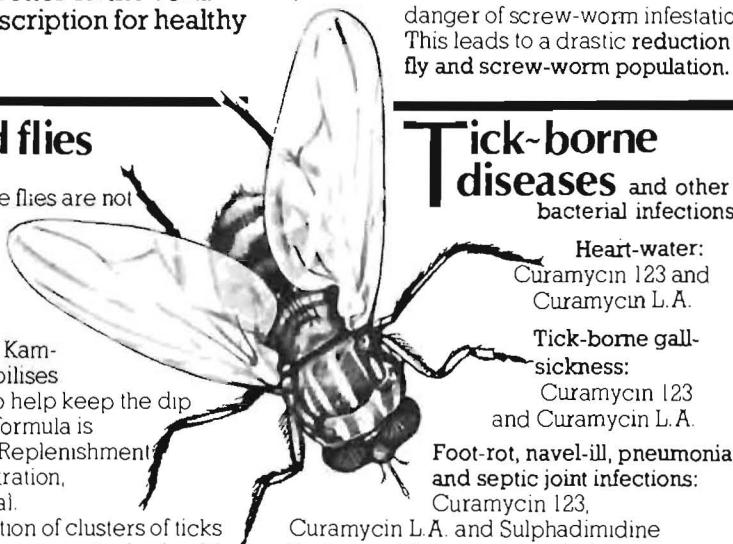 scription for healthy
danger of screw-worm infestatio
This leads to a drastic reduction
fly and screw-worm population.
d flies
e flies are not
Kam-
bilises
o help keep the dip
formula is
Replenishment
tration,
al.
tion of clusters of ticks
Tick~borne
diseases and other
bacterial infections
Heart-water:
Curamycin 123 and
Curamycin L.A.
Tick-borne gall-
sickness:
Curamycin 123
and Curamycin L.A.
Foot-rot, navel-ill, pneumonia
and septic joint infections:
Curamycin 123,
Curamycin L.A. and Sulphadimidine